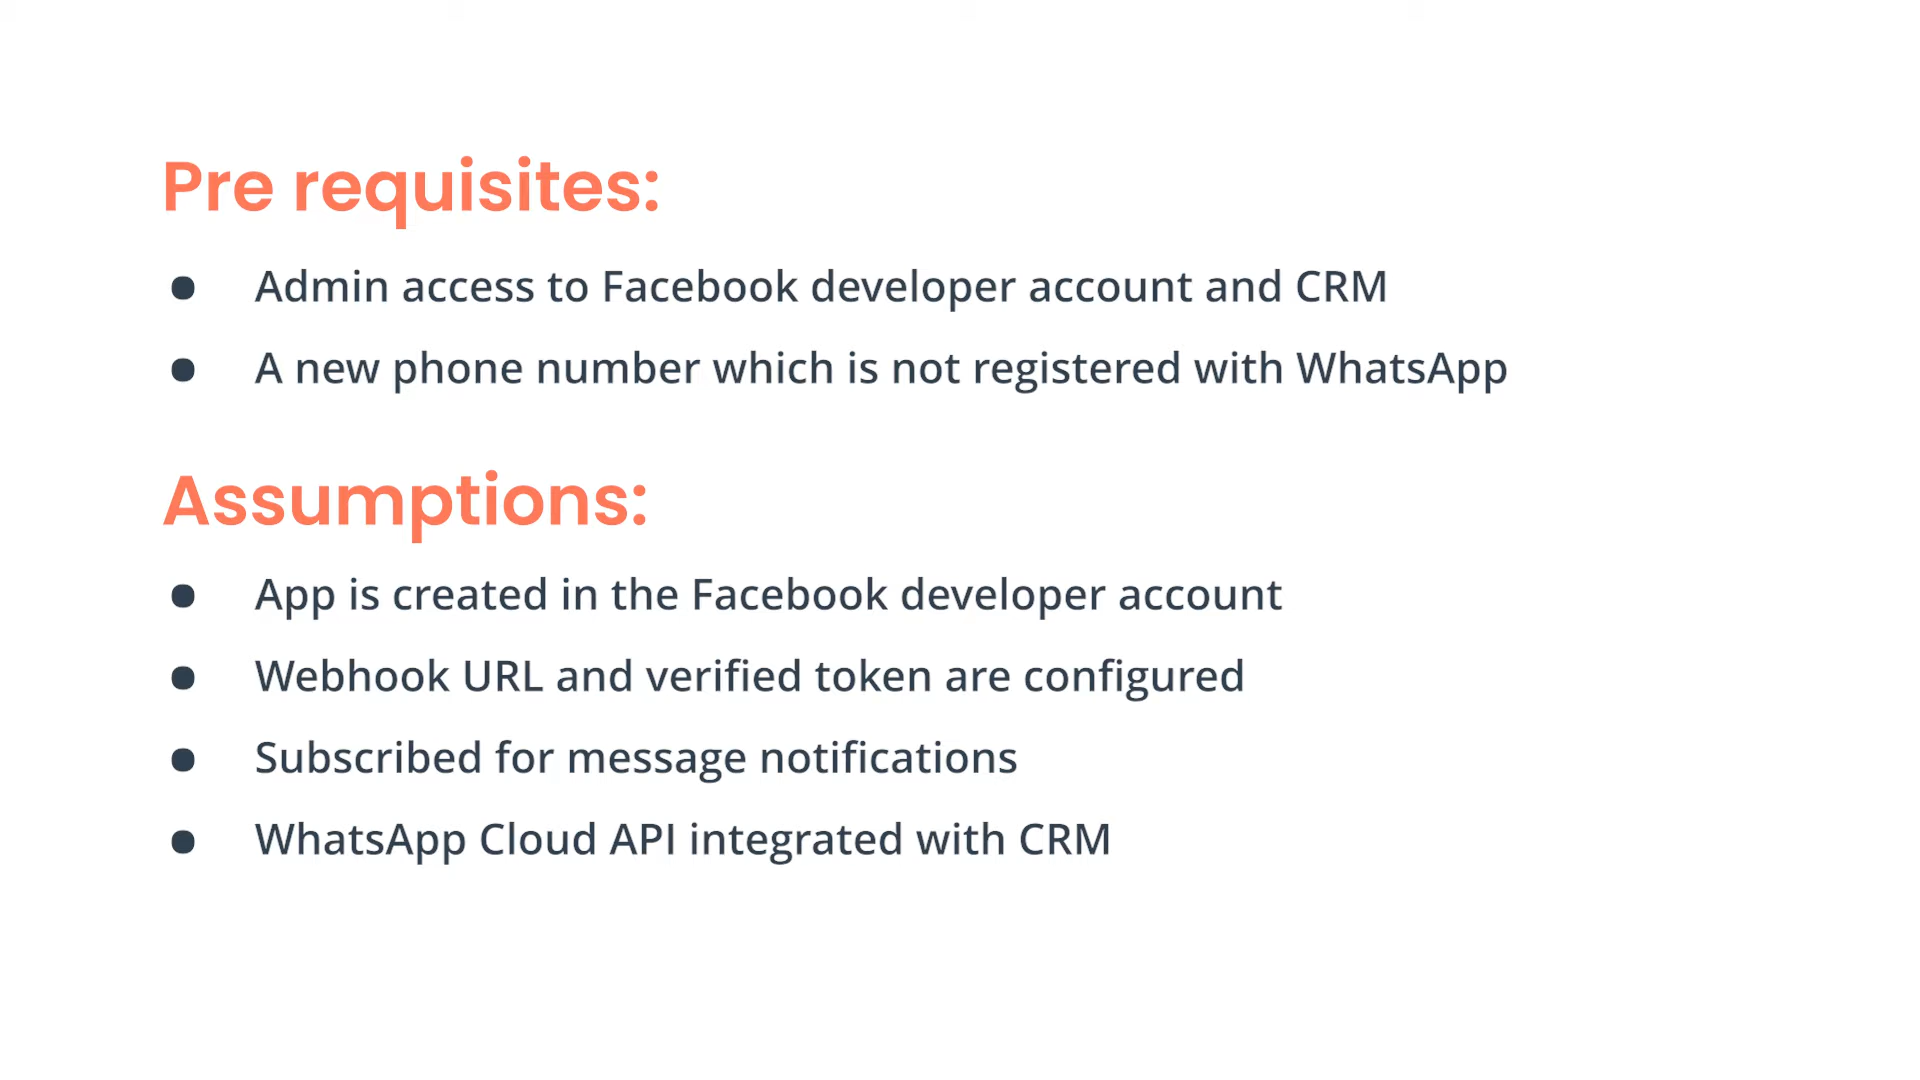 Pre requisites:
● Admin access to Facebook developer account and CRM
● A new phone number which is not registered with WhatsApp
Assumptions:
● App is created in the Facebook developer account
● Webhook URL and verified token are configured
● Subscribed for message notifications
● WhatsApp Cloud API integrated with CRM